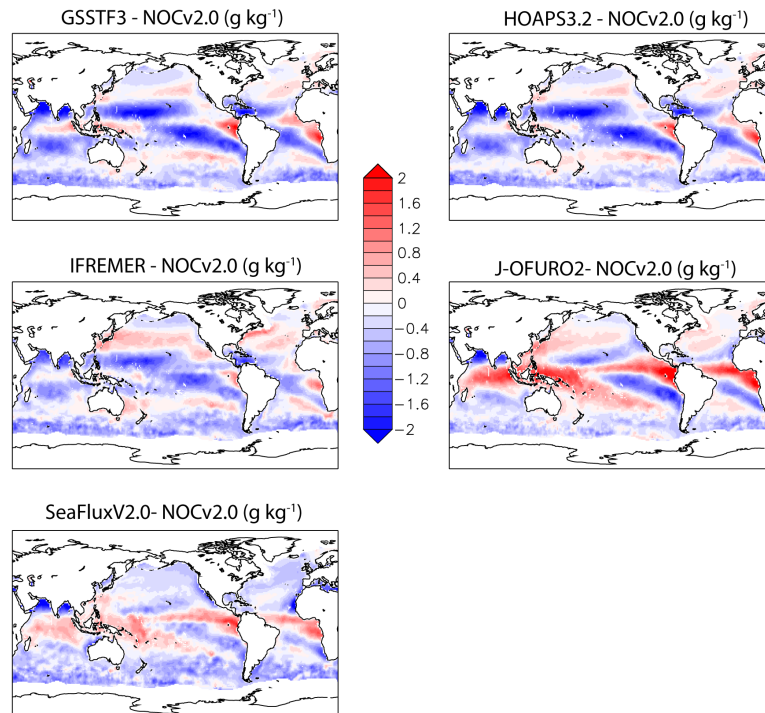 GSSTF3 - NOCv2.0 (g kg⁻¹)
HOAPS3.2 - NOCv2.0 (g kg⁻¹)
2
1.6
1.2
0.8
0.4
0
−0.4
−0.8
−1.2
−1.6
−2
IFREMER - NOCv2.0 (g kg⁻¹)
J-OFURO2- NOCv2.0 (g kg⁻¹)
SeaFluxV2.0- NOCv2.0 (g kg⁻¹)